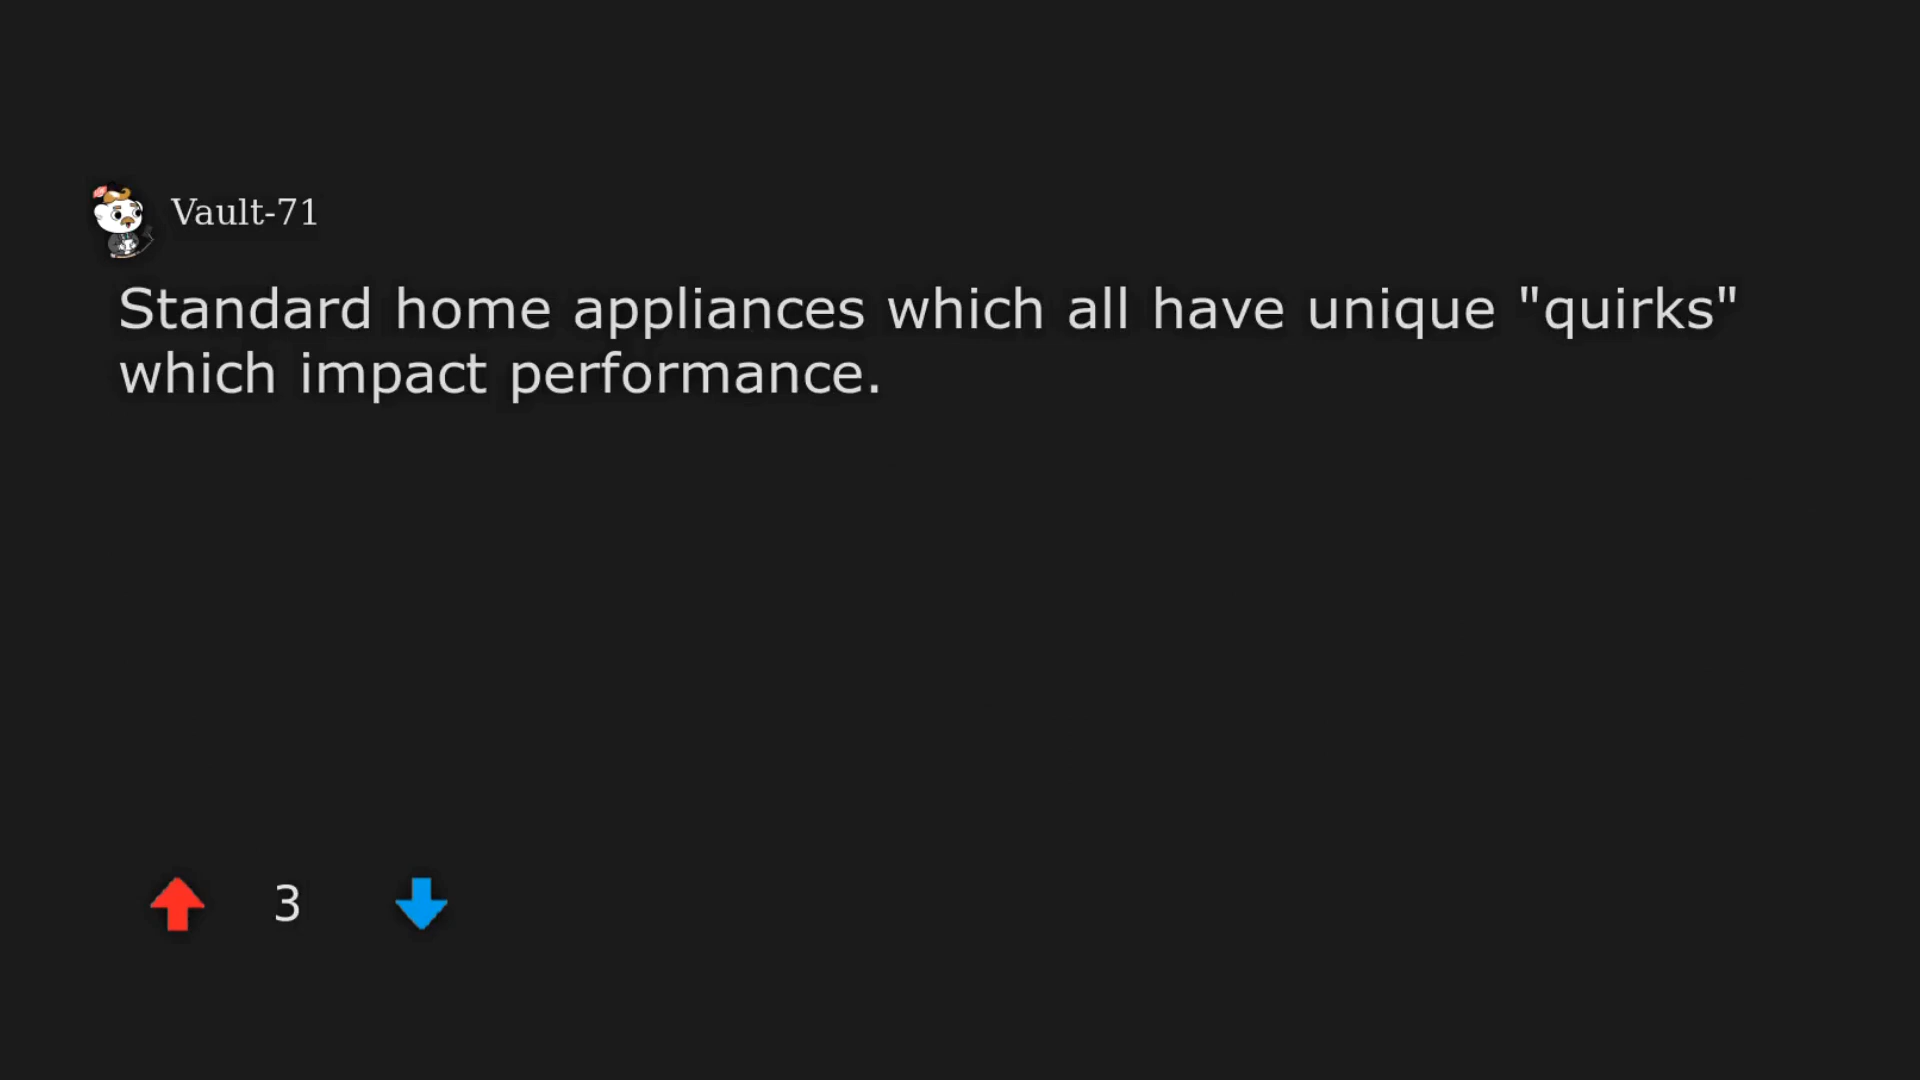 Vault-71
Standard home appliances which all have unique "quirks"
which impact performance.
3